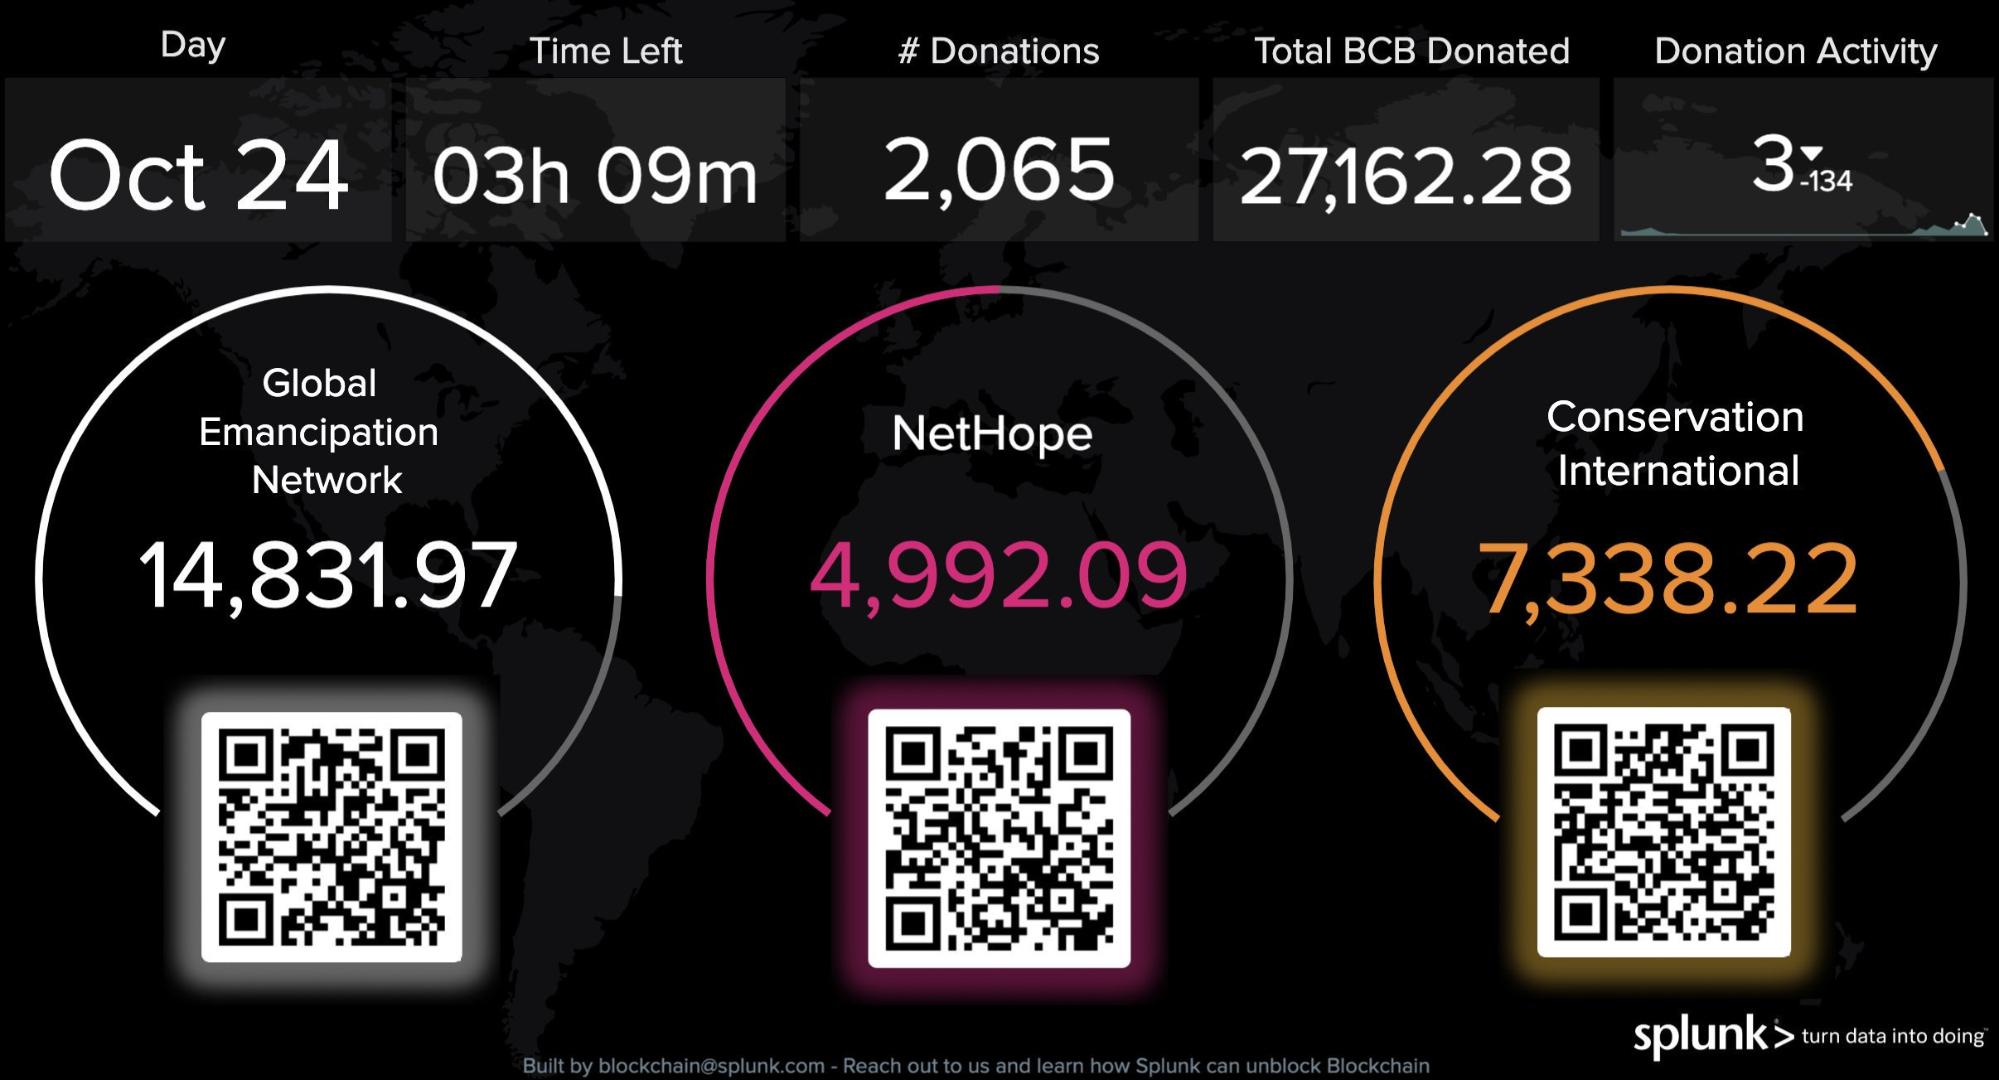 Day
Time Left
# Donations
Total BCB Donated
Donation Activity
Oct 24
03h 09m
2,065
27,162.28
3
-134
Global
Emancipation
Network
14,831.97
NetHope
4,992.09
Conservation
International
7,338.22
splunk> turn data into doing™
Built by blockchain@splunk.com - Reach out to us and learn how Splunk can unblock Blockchain